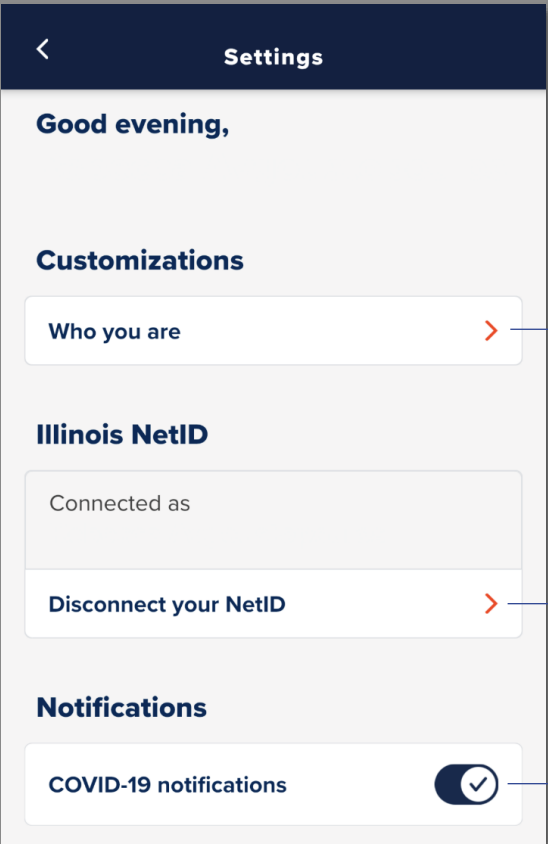 Settings
Good evening,
Customizations
Who you are
Illinois NetID
Connected as
Disconnect your NetID
Notifications
COVID-19 notifications